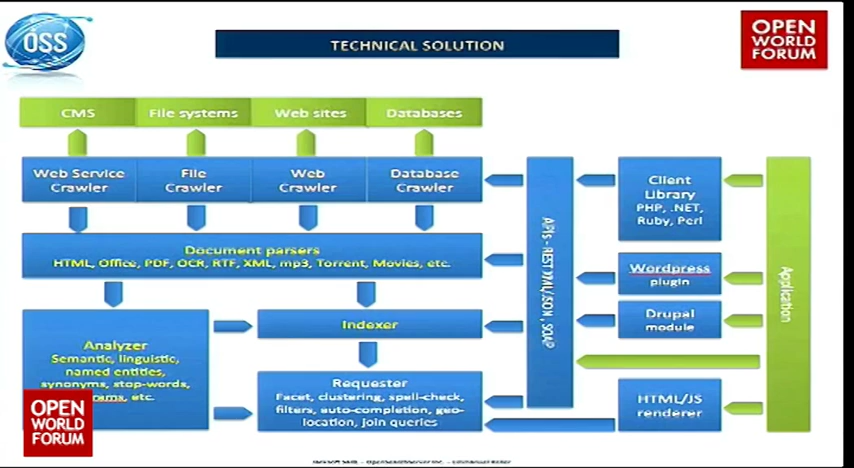 OSS
TECHNICAL SOLUTION
OPEN
WORLD
FORUM
CMS
File systems
Web sites
Databases
Web Service
Crawler
File
Crawler
Web
Crawler
Database
Crawler
Document parsers
HTML, Office, PDF, OCR, RTF, XML, mp3, Torrent, Movies, etc.
Analyzer
Semantic, linguistic,
named entities,
synonyms, stop-words,
etc.
Indexer
Requester
Facet, clustering, spell-check,
filters, auto-completion, geo-
location, join queries
APIs - REST XML/JSON, SOAP
Client
Library
PHP, .NET,
Ruby, Perl
Wordpress
plugin
Drupal
module
HTML/JS
renderer
Application
OPEN
WORLD
FORUM